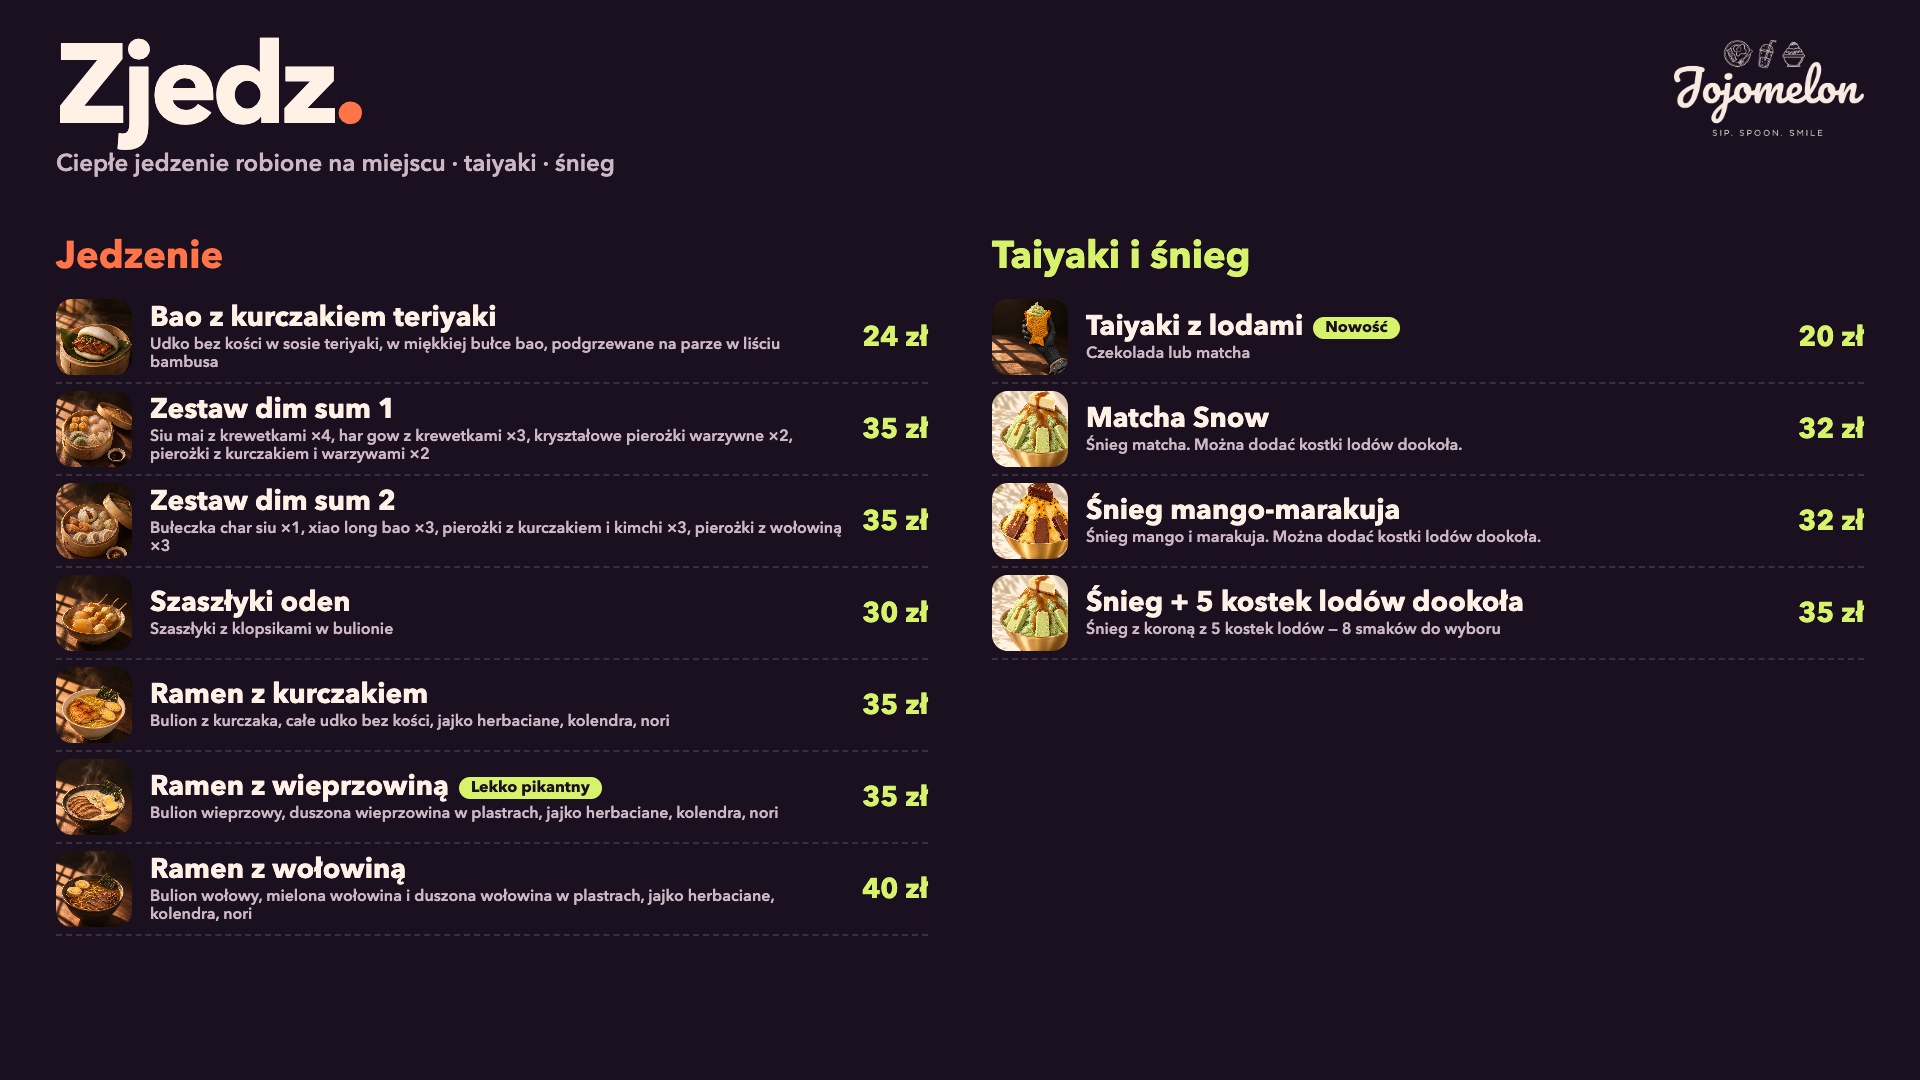 Zjedz.
Ciepłe jedzenie robione na miejscu · taiyaki · śnieg
Jojomelon
SIP. SPOON. SMILE
Jedzenie
Bao z kurczakiem teriyaki
Udko bez kości w sosie teriyaki, w miękkiej bułce bao, podgrzewane na parze w liściu
bambusa
24 zł
Zestaw dim sum 1
Siu mai z krewetkami ×4, har gow z krewetkami ×3, kryształowe pierożki warzywne ×2,
pierożki z kurczakiem i warzywami ×2
35 zł
Zestaw dim sum 2
Bułeczka char siu ×1, xiao long bao ×3, pierożki z kurczakiem i kimchi ×3, pierożki z wołowiną
×3
35 zł
Szaszłyki oden
Szaszłyki z klopsikami w bulionie
30 zł
Ramen z kurczakiem
Bulion z kurczaka, całe udko bez kości, jajko herbaciane, kolendra, nori
35 zł
Ramen z wieprzowiną Lekko pikantny
Bulion wieprzowy, duszona wieprzowina w plastrach, jajko herbaciane, kolendra, nori
35 zł
Ramen z wołowiną
Bulion wołowy, mielona wołowina i duszona wołowina w plastrach, jajko herbaciane,
kolendra, nori
40 zł
Taiyaki i śnieg
Taiyaki z lodami Nowość
Czekolada lub matcha
20 zł
Matcha Snow
Śnieg matcha. Można dodać kostki lodów dookoła.
32 zł
Śnieg mango-marakuja
Śnieg mango i marakuja. Można dodać kostki lodów dookoła.
32 zł
Śnieg + 5 kostek lodów dookoła
Śnieg z koroną z 5 kostek lodów – 8 smaków do wyboru
35 zł